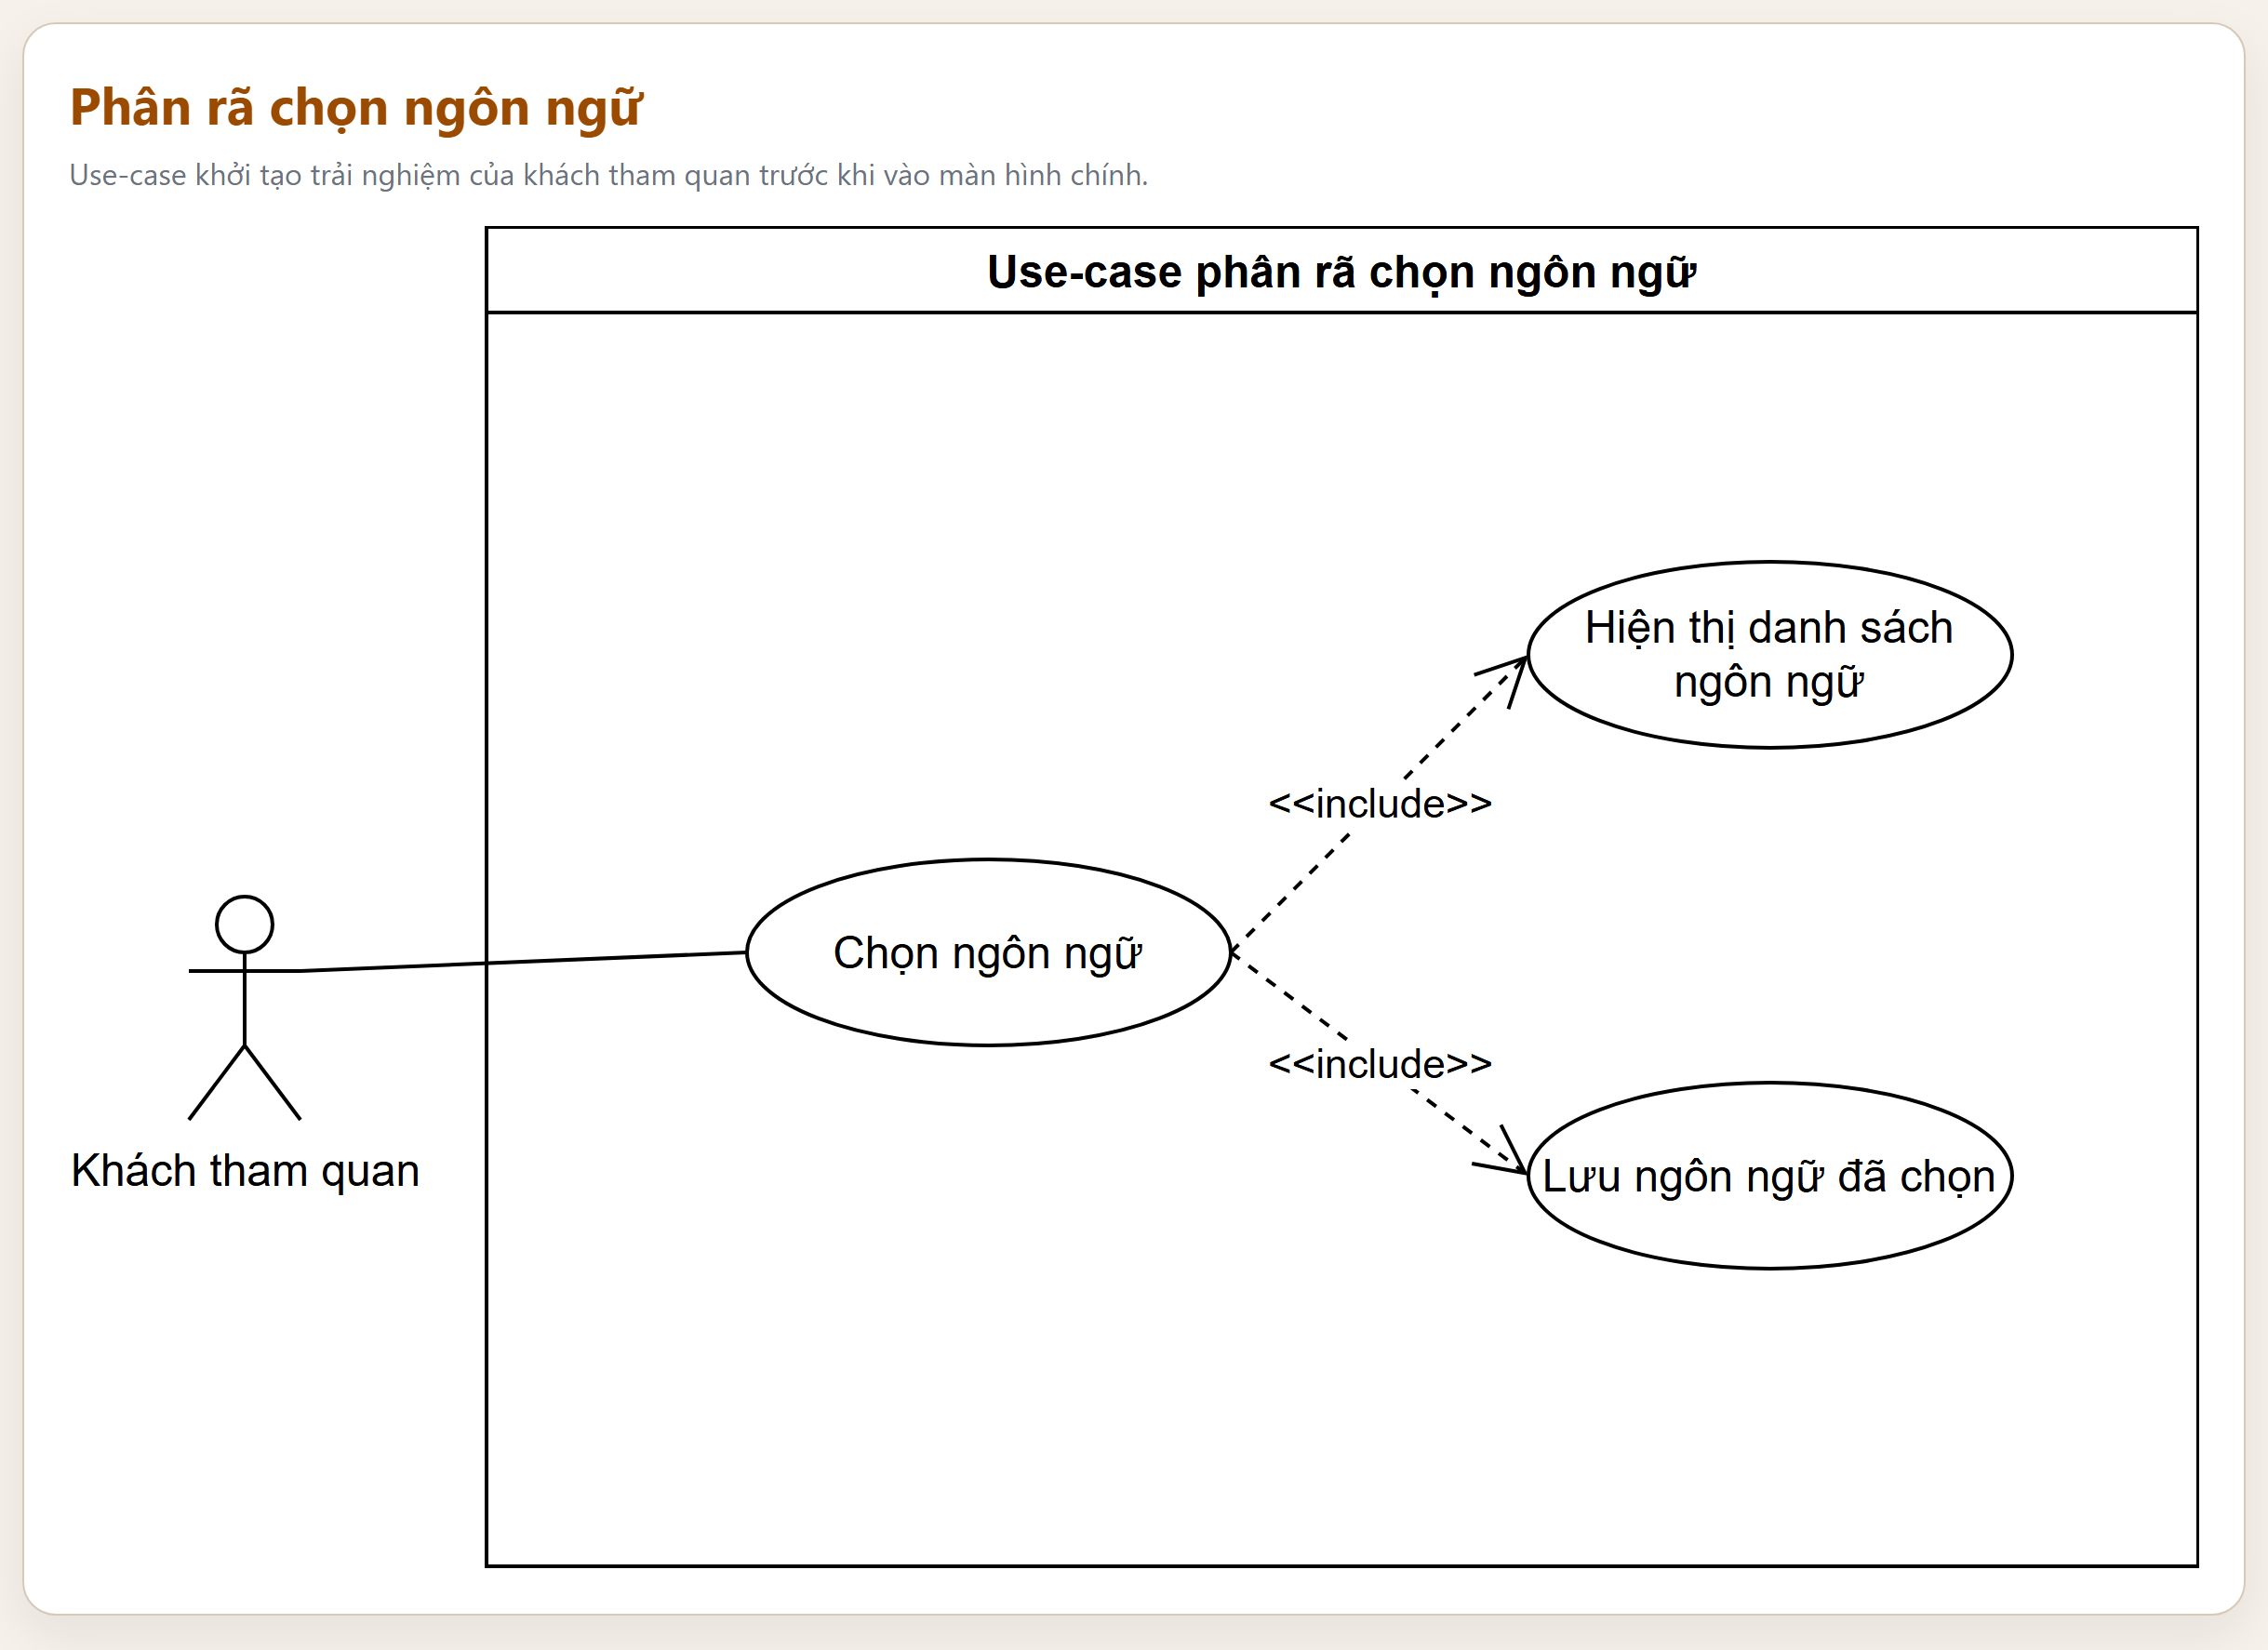 Phân rã chọn ngôn ngữ
Use-case khởi tạo trải nghiệm của khách tham quan trước khi vào màn hình chính.
Use-case phân rã chọn ngôn ngữ
Hiện thị danh sách
ngôn ngữ
<<include>>
Chọn ngôn ngữ
<<include>>
Khách tham quan
Lưu ngôn ngữ đã chọn